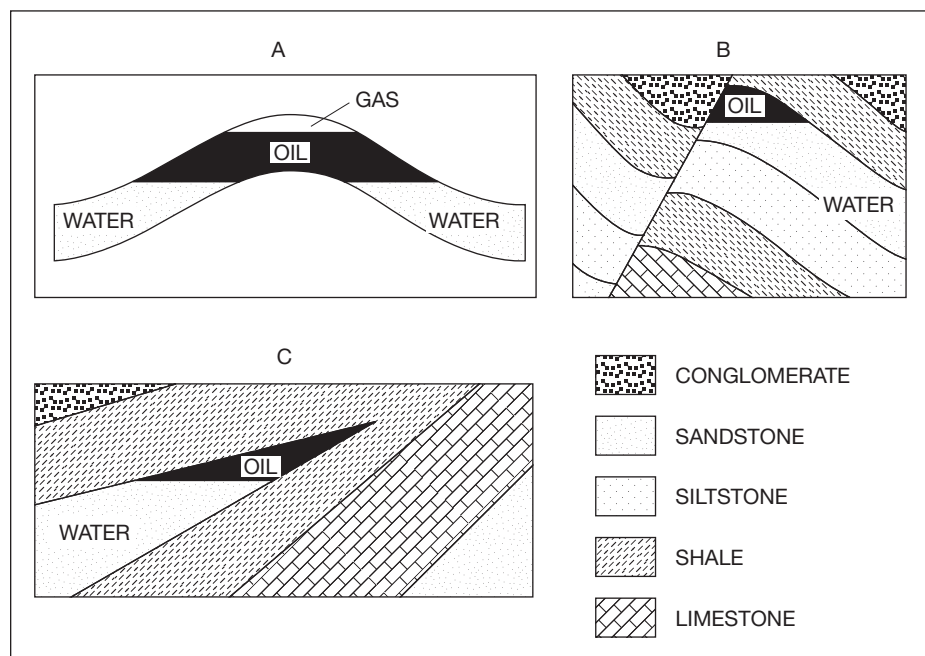 A
GAS
OIL
WATER
WATER
B
OIL
WATER
C
OIL
WATER
CONGLOMERATE
SANDSTONE
SILTSTONE
SHALE
LIMESTONE